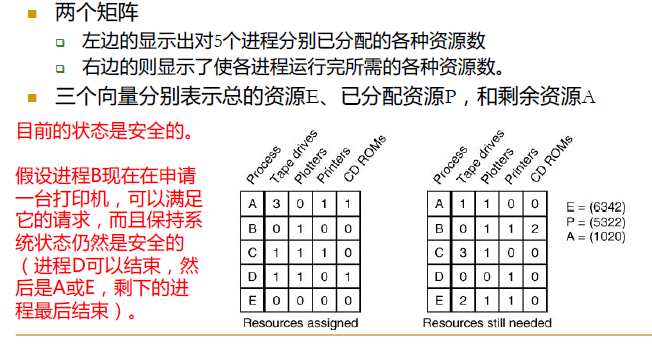 两个矩阵
左边的显示出对5个进程分别已分配的各种资源数
右边的则显示了使各进程运行完所需的各种资源数。
三个向量分别表示总的资源E、已分配资源P，和剩余资源A
目前的状态是安全的。
假设进程B现在在申请
一台打印机，可以满足
它的请求，而且保持系
统状态仍然是安全的
（进程D可以结束，然
后是A或E，剩下的进
程最后结束）。
Process Tape drives Plotters Printers CD ROMs
A 3 0 1 1
B 0 1 0 0
C 1 1 1 0
D 1 1 0 1
E 0 0 0 0
Resources assigned
Process Tape drives Plotters Printers CD ROMs
A 1 1 0 0
B 0 1 1 2
C 3 1 0 0
D 0 0 1 0
E 2 1 1 0
Resources still needed
E = (6342)
P = (5322)
A = (1020)